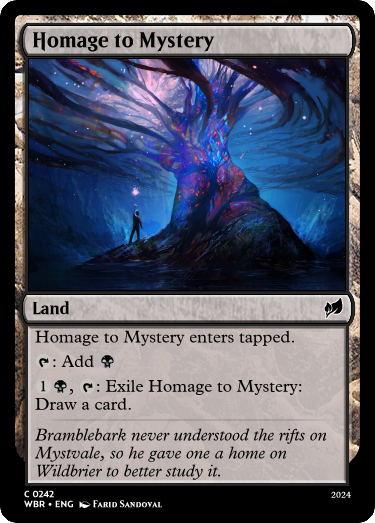 Homage to Mystery
Land
Homage to Mystery enters tapped.
: Add
1 , : Exile Homage to Mystery:
Draw a card.
Bramblebark never understood the rifts on
Mystvale, so he gave one a home on
Wildbrier to better study it.
C 0242
2024
WBR • ENG Farid Sandoval